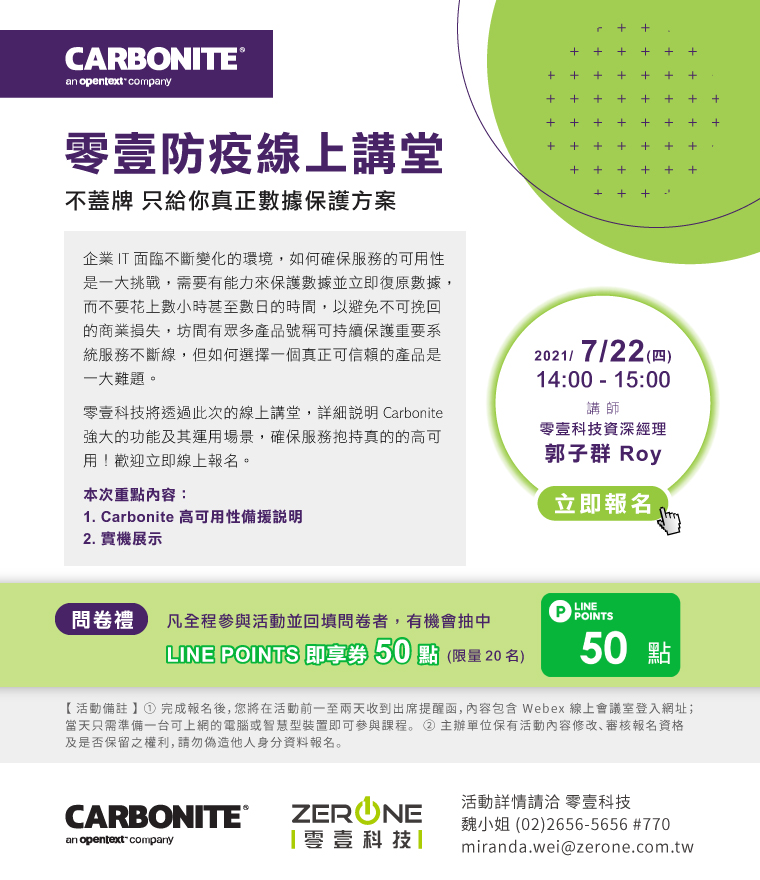 CARBONITE®
an opentext™ company
零壹防疫線上講堂
不蓋牌 只給你真正數據保護方案
企業 IT 面臨不斷變化的環境，如何確保服務的可用性
是一大挑戰，需要有能力來保護數據並立即復原數據，
而不要花上數小時甚至數日的時間，以避免不可挽回
的商業損失，坊間有眾多產品號稱可持續保護重要系
統服務不斷線，但如何選擇一個真正可信賴的產品是
一大難題。
零壹科技將透過此次的線上講堂，詳細說明 Carbonite
強大的功能及其運用場景，確保服務抱持真的的高可
用！歡迎立即線上報名。
本次重點內容：
1. Carbonite 高可用性備援說明
2. 實機展示
2021/ 7/22(四)
14:00 - 15:00
講 師
零壹科技資深經理
郭子群 Roy
立即報名
問卷禮
凡全程參與活動並回填問卷者，有機會抽中
LINE POINTS 即享券 50 點 (限量 20 名)
P LINE
POINTS
50 點
【 活動備註 】① 完成報名後，您將在活動前一至兩天收到出席提醒函，內容包含 Webex 線上會議室登入網址；
當天只需準備一台可上網的電腦或智慧型裝置即可參與課程。 ② 主辦單位保有活動內容修改、審核報名資格
及是否保留之權利，請勿偽造他人身分資料報名。
CARBONITE®
an opentext™ company
ZERONE
零壹科技
活動詳情請洽 零壹科技
魏小姐 (02)2656-5656 #770
miranda.wei@zerone.com.tw